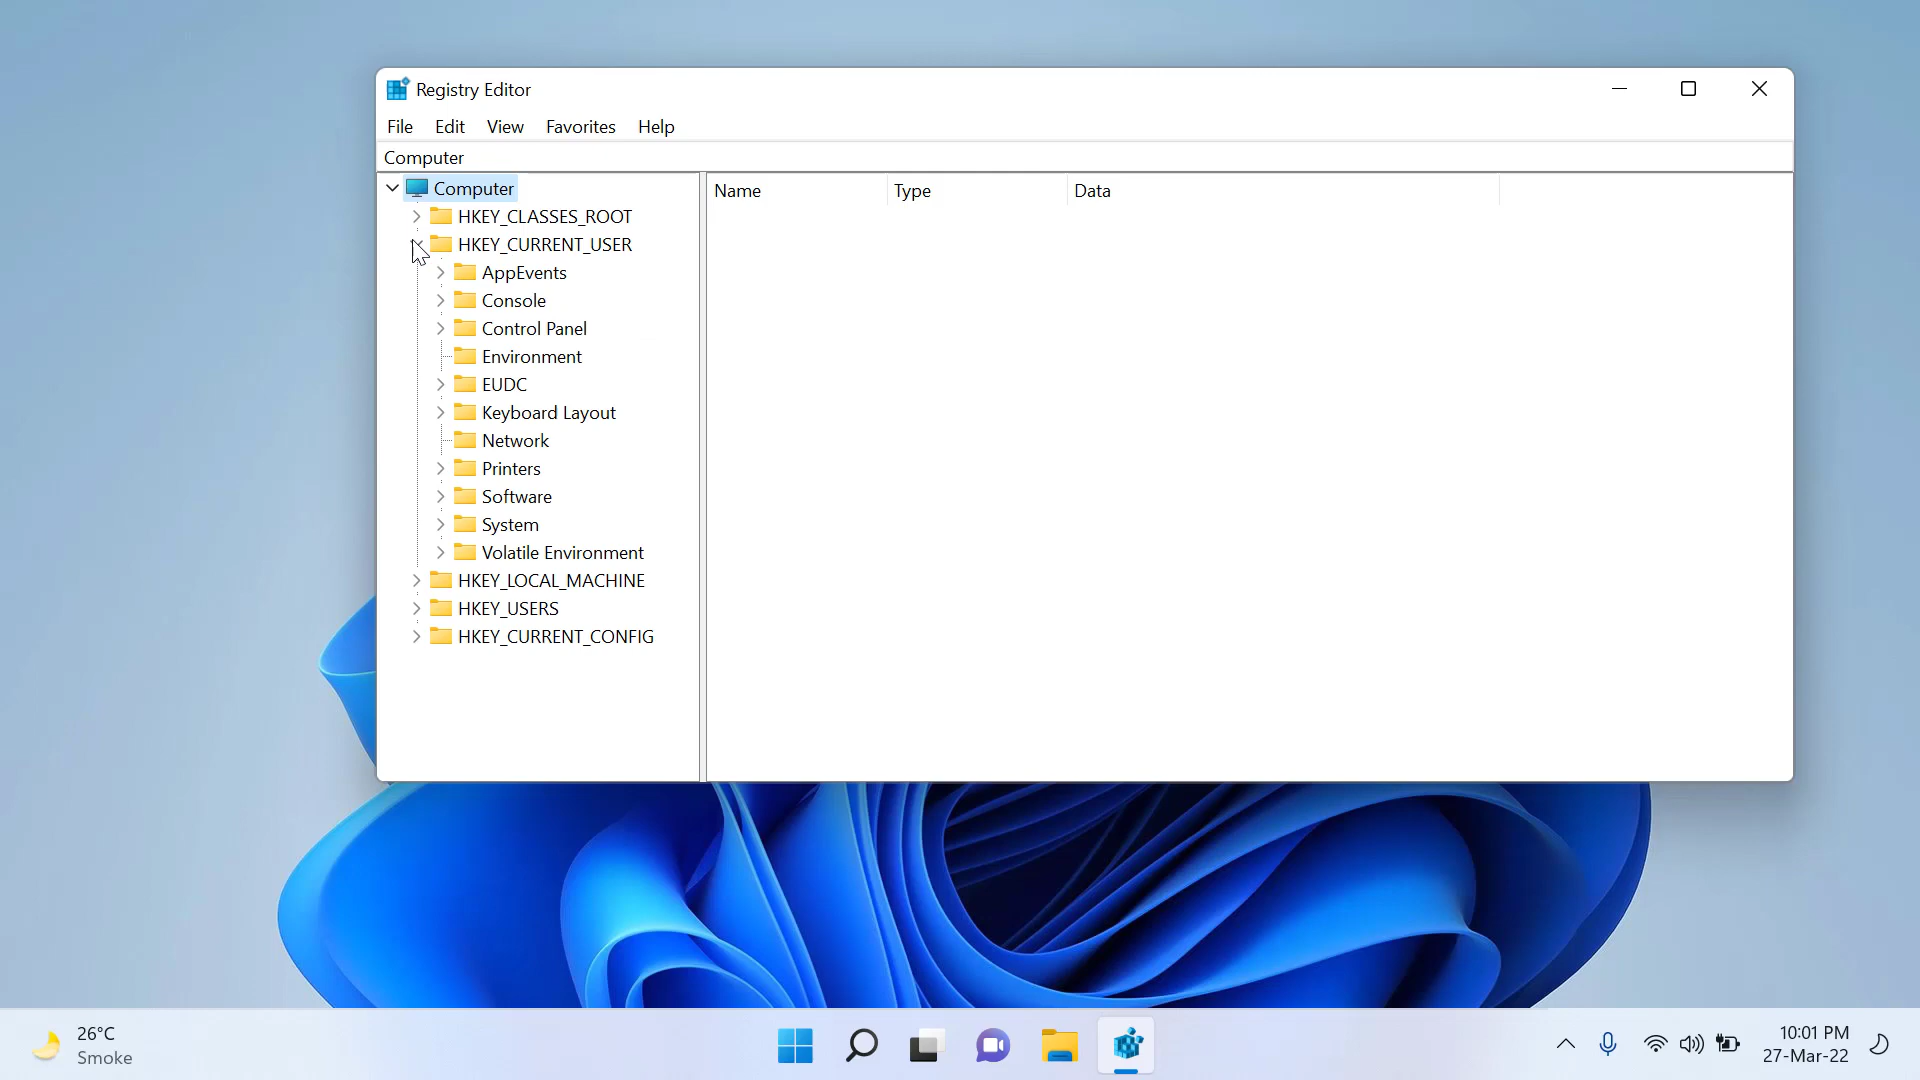 Registry Editor
File Edit View Favorites Help
Computer
Computer
Name Type Data
HKEY_CLASSES_ROOT
HKEY_CURRENT_USER
AppEvents
Console
Control Panel
Environment
EUDC
Keyboard Layout
Network
Printers
Software
System
Volatile Environment
HKEY_LOCAL_MACHINE
HKEY_USERS
HKEY_CURRENT_CONFIG
26°C
Smoke
10:01 PM
27-Mar-22